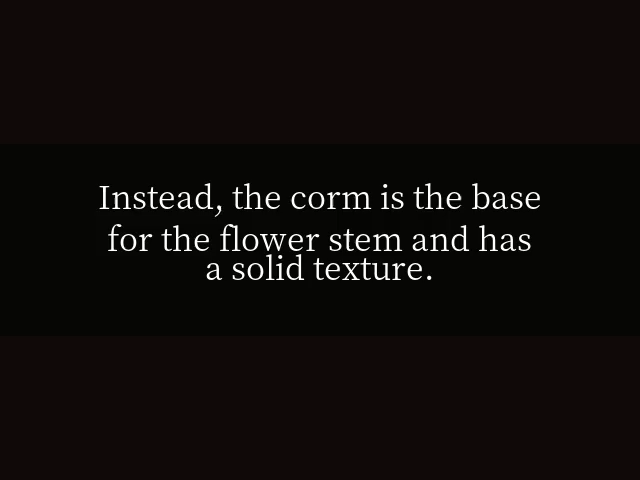 Instead, the corm is the base
for the flower stem and has
a solid texture.